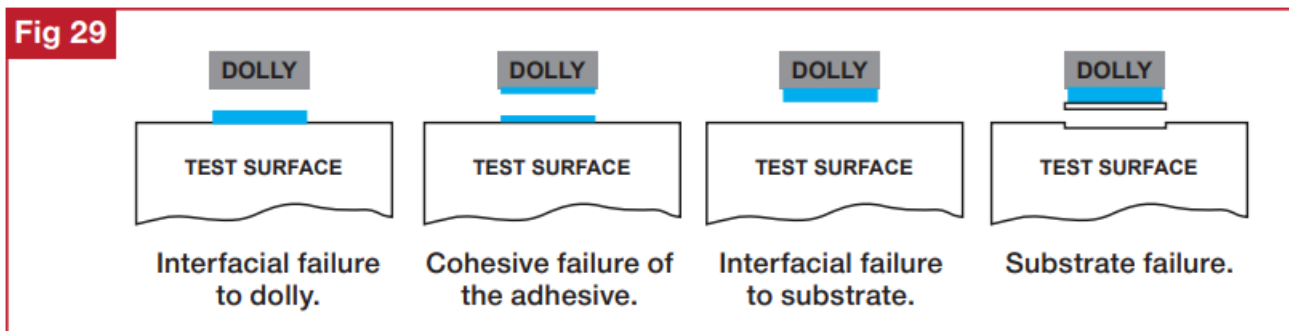 Fig 29
DOLLY
DOLLY
DOLLY
DOLLY
TEST SURFACE
TEST SURFACE
TEST SURFACE
TEST SURFACE
Interfacial failure
to dolly.
Cohesive failure of
the adhesive.
Interfacial failure
to substrate.
Substrate failure.